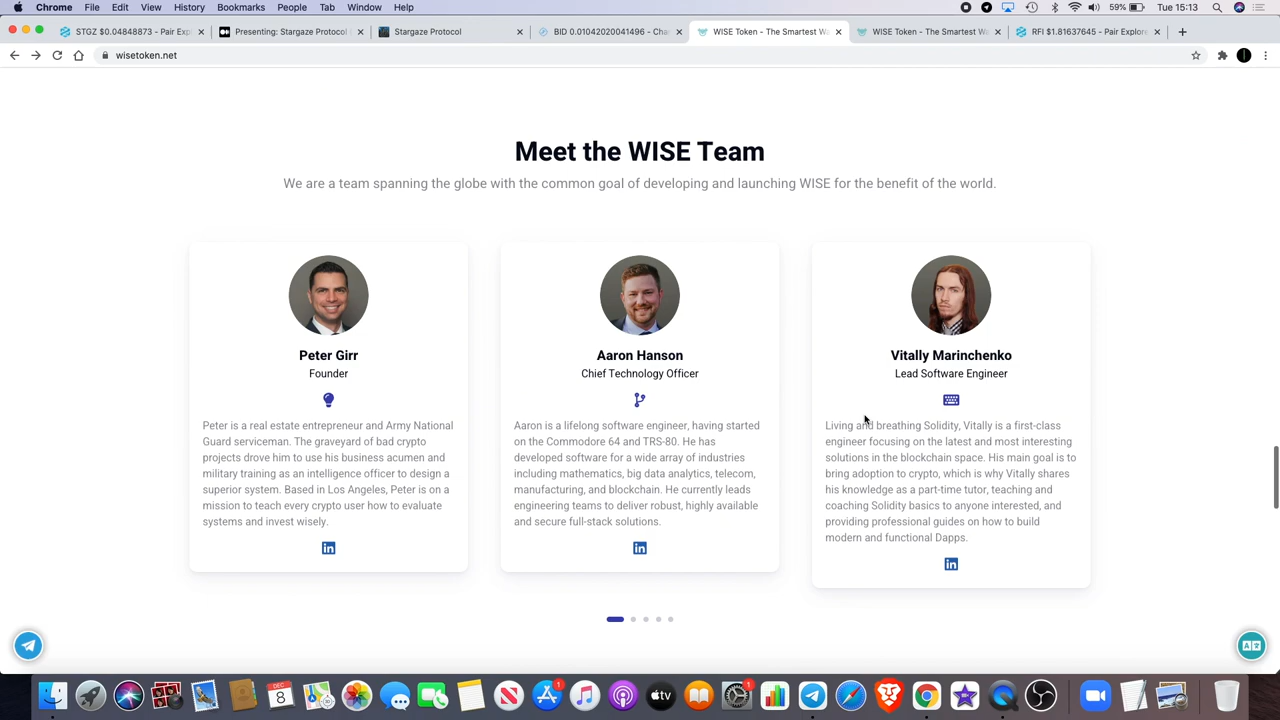 Chrome File Edit View History Bookmarks People Tab Window Help 59% Tue 15:13
STGZ $0.04848873 - Pair Exp
Presenting: Stargaze Protocol
Stargaze Protocol
BID 0.01042020041496 - Cha
WISE Token - The Smartest W
WISE Token - The Smartest W
RFI $1.81637645 - Pair Explore
wisetoken.net
Meet the WISE Team
We are a team spanning the globe with the common goal of developing and launching WISE for the benefit of the world.
Peter Girr
Founder
Peter is a real estate entrepreneur and Army National
Guard serviceman. The graveyard of bad crypto
projects drove him to use his business acumen and
military training as an intelligence officer to design a
superior system. Based in Los Angeles, Peter is on a
mission to teach every crypto user how to evaluate
systems and invest wisely.
in
Aaron Hanson
Chief Technology Officer
Aaron is a lifelong software engineer, having started
on the Commodore 64 and TRS-80. He has
developed software for a wide array of industries
including mathematics, big data analytics, telecom,
manufacturing, and blockchain. He currently leads
engineering teams to deliver robust, highly available
and secure full-stack solutions.
in
Vitally Marinchenko
Lead Software Engineer
Living and breathing Solidity, Vitally is a first-class
engineer focusing on the latest and most interesting
solutions in the blockchain space. His main goal is to
bring adoption to crypto, which is why Vitally shares
his knowledge as a part-time tutor, teaching and
coaching Solidity basics to anyone interested, and
providing professional guides on how to build
modern and functional Dapps.
in
DEC
8
1
tv
1